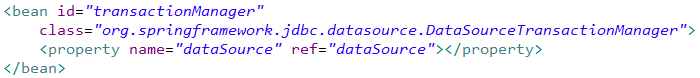 <bean id="transactionManager"
class="org.springframework.jdbc.datasource.DataSourceTransactionManager">
<property name="dataSource" ref="dataSource"></property>
</bean>